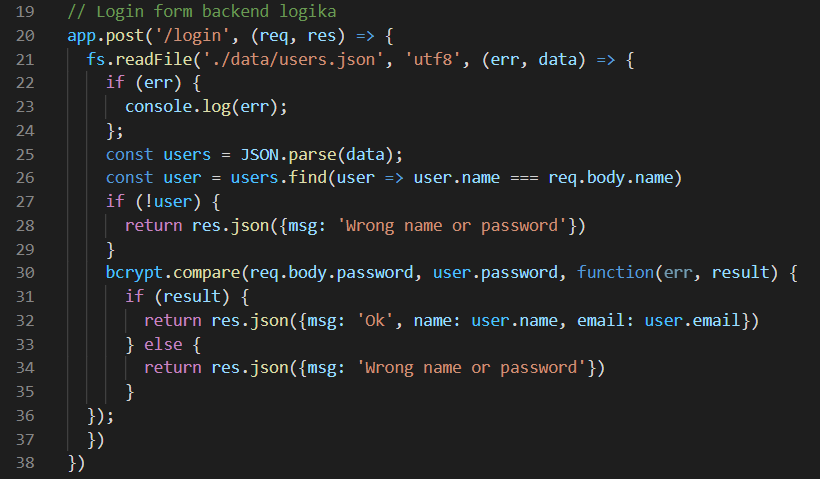 19 // Login form backend logika
20 app.post('/login', (req, res) => {
21   fs.readFile('./data/users.json', 'utf8', (err, data) => {
22     if (err) {
23       console.log(err);
24     };
25     const users = JSON.parse(data);
26     const user = users.find(user => user.name === req.body.name)
27     if (!user) {
28       return res.json({msg: 'Wrong name or password'})
29     }
30     bcrypt.compare(req.body.password, user.password, function(err, result) {
31       if (result) {
32         return res.json({msg: 'Ok', name: user.name, email: user.email})
33       } else {
34         return res.json({msg: 'Wrong name or password'})
35       }
36   });
37   })
38 })